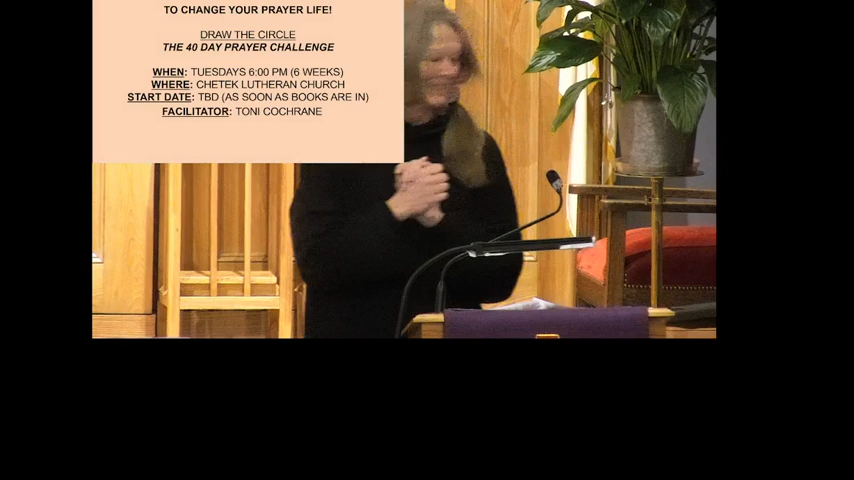 TO CHANGE YOUR PRAYER LIFE!
DRAW THE CIRCLE
THE 40 DAY PRAYER CHALLENGE
WHEN: TUESDAYS 6:00 PM (6 WEEKS)
WHERE: CHETEK LUTHERAN CHURCH
START DATE: TBD (AS SOON AS BOOKS ARE IN)
FACILITATOR: TONI COCHRANE